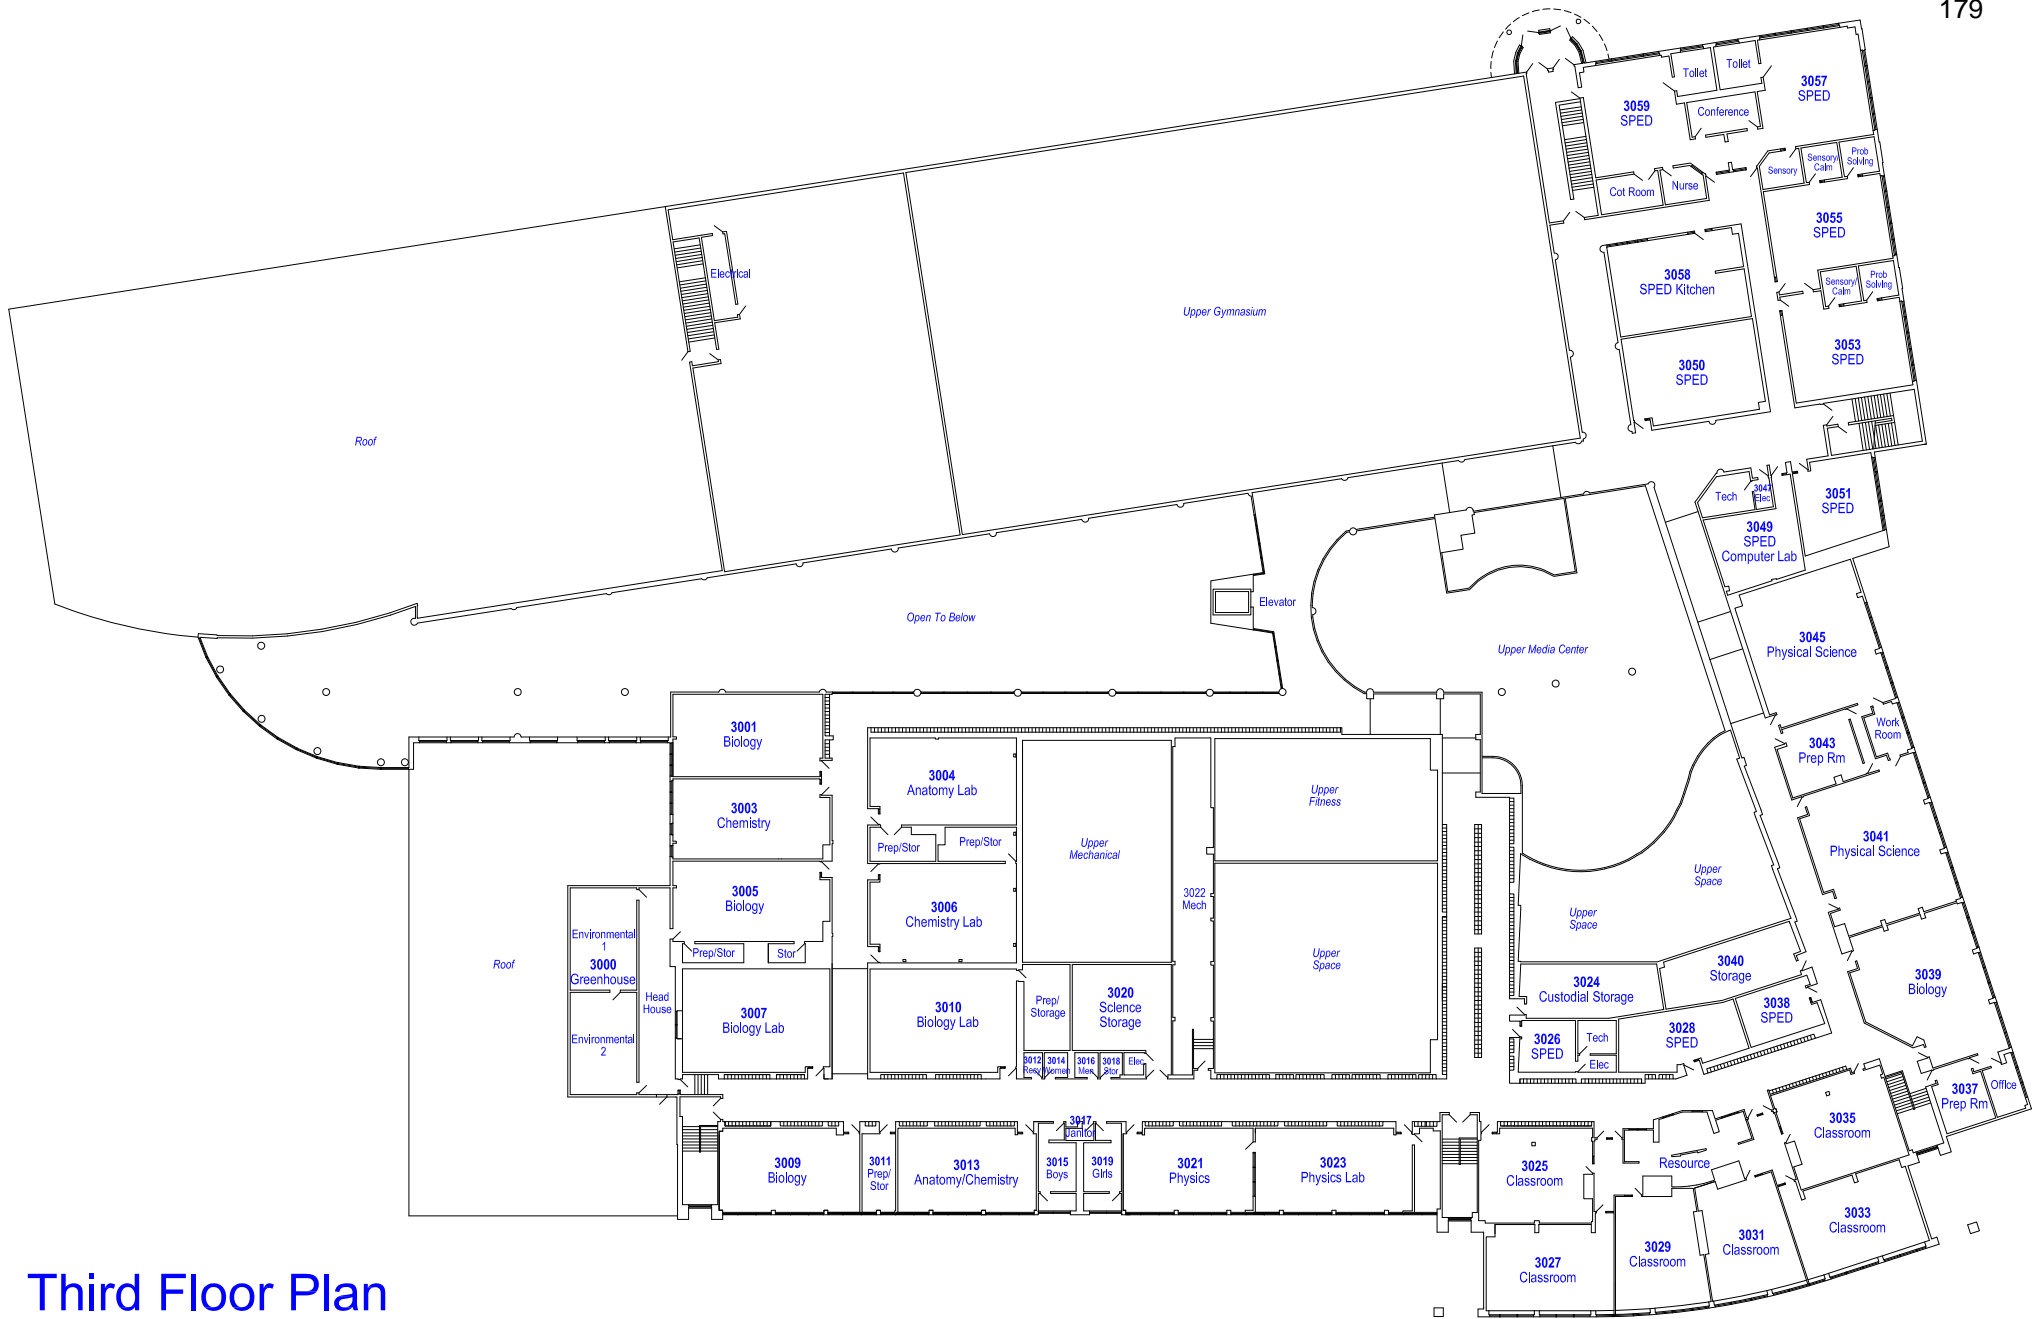 179
Toilet
Toilet
3057
SPED
3059
SPED
Conference
Sensory
Sensory/
Calm
Prob
Solving
Cot Room
Nurse
3055
SPED
Electrical
3058
SPED Kitchen
Sensory/
Calm
Prob
Solving
Upper Gymnasium
3053
SPED
3050
SPED
Roof
Tech
3047
Elec
3051
SPED
3049
SPED
Computer Lab
Elevator
Open To Below
Upper Media Center
3045
Physical Science
3001
Biology
Work
Room
3043
Prep Rm
3004
Anatomy Lab
Upper
Fitness
3003
Chemistry
Prep/Stor
Prep/Stor
Upper
Mechanical
3041
Physical Science
Upper
Space
3005
Biology
3006
Chemistry Lab
3022
Mech
Upper
Space
Environmental
1
3000
Greenhouse
Prep/Stor
Stor
Upper
Space
Roof
3040
Storage
3039
Biology
3024
Custodial Storage
Head
House
3007
Biology Lab
3010
Biology Lab
Prep/
Storage
3020
Science
Storage
3038
SPED
Environmental
2
3026
SPED
Tech
3028
SPED
Elec
3012
Resv
3014
Women
3016
Men
3018
Stor
Elec
3037
Prep Rm
Office
3017
Janitor
3035
Classroom
3009
Biology
3011
Prep/
Stor
3013
Anatomy/Chemistry
3015
Boys
3019
Girls
3021
Physics
3023
Physics Lab
3025
Classroom
Resource
3033
Classroom
3031
Classroom
3029
Classroom
3027
Classroom
Third Floor Plan